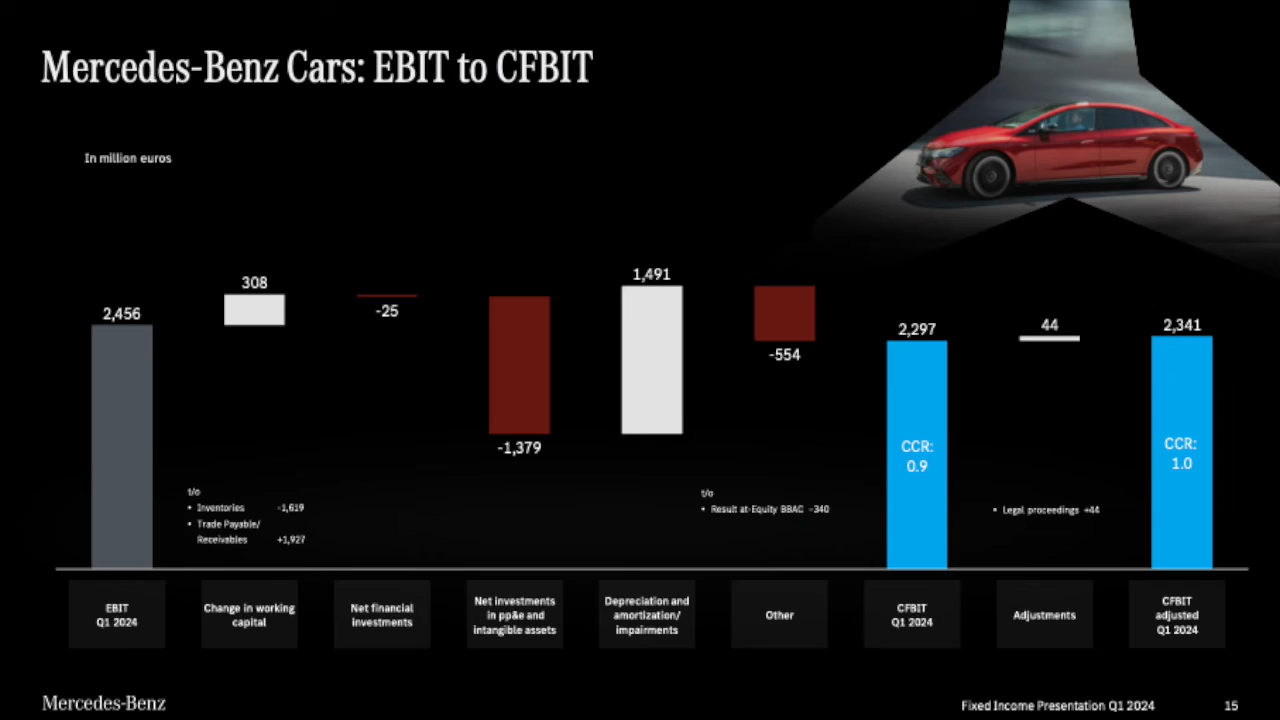 Mercedes-Benz Cars: EBIT to CFBIT
In million euros
2,456
308
-25
-1,379
1,491
-554
2,297
44
2,341
CCR:
0.9
CCR:
1.0
t/o
• Inventories -1,619
• Trade Payable/
Receivables +1,927
t/o
• Result at-Equity BBAC -340
• Legal proceedings +44
EBIT
Q1 2024
Change in working
capital
Net financial
investments
Net investments
in pp&e and
intangible assets
Depreciation and
amortization/
impairments
Other
CFBIT
Q1 2024
Adjustments
CFBIT
adjusted
Q1 2024
Mercedes-Benz
Fixed Income Presentation Q1 2024 15